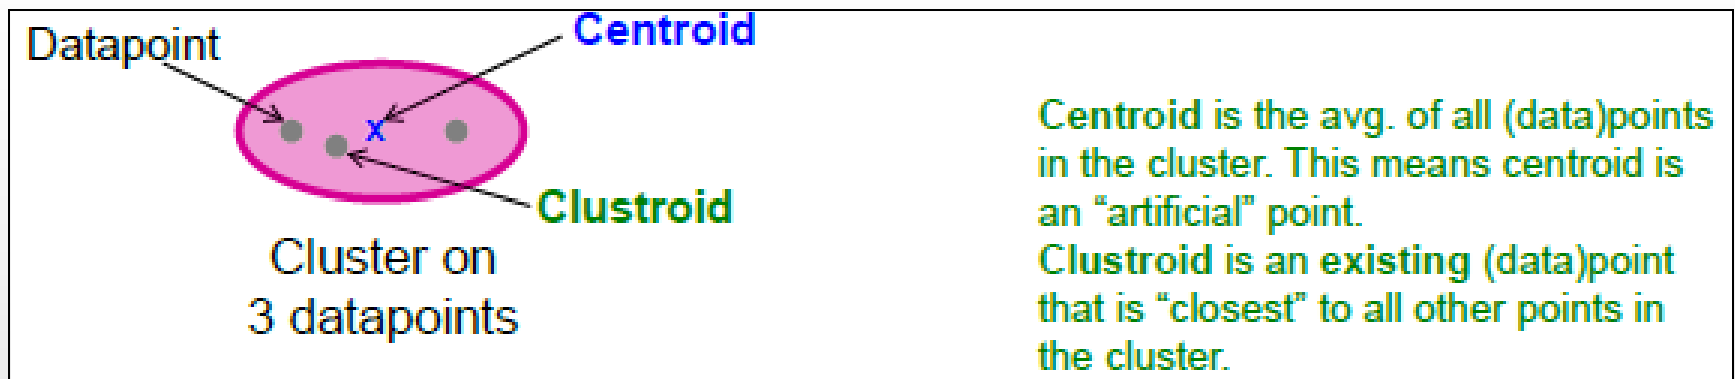 Datapoint
Centroid
x
Clustroid
Cluster on
3 datapoints
Centroid is the avg. of all (data)points
in the cluster. This means centroid is
an “artificial” point.
Clustroid is an existing (data)point
that is “closest” to all other points in
the cluster.